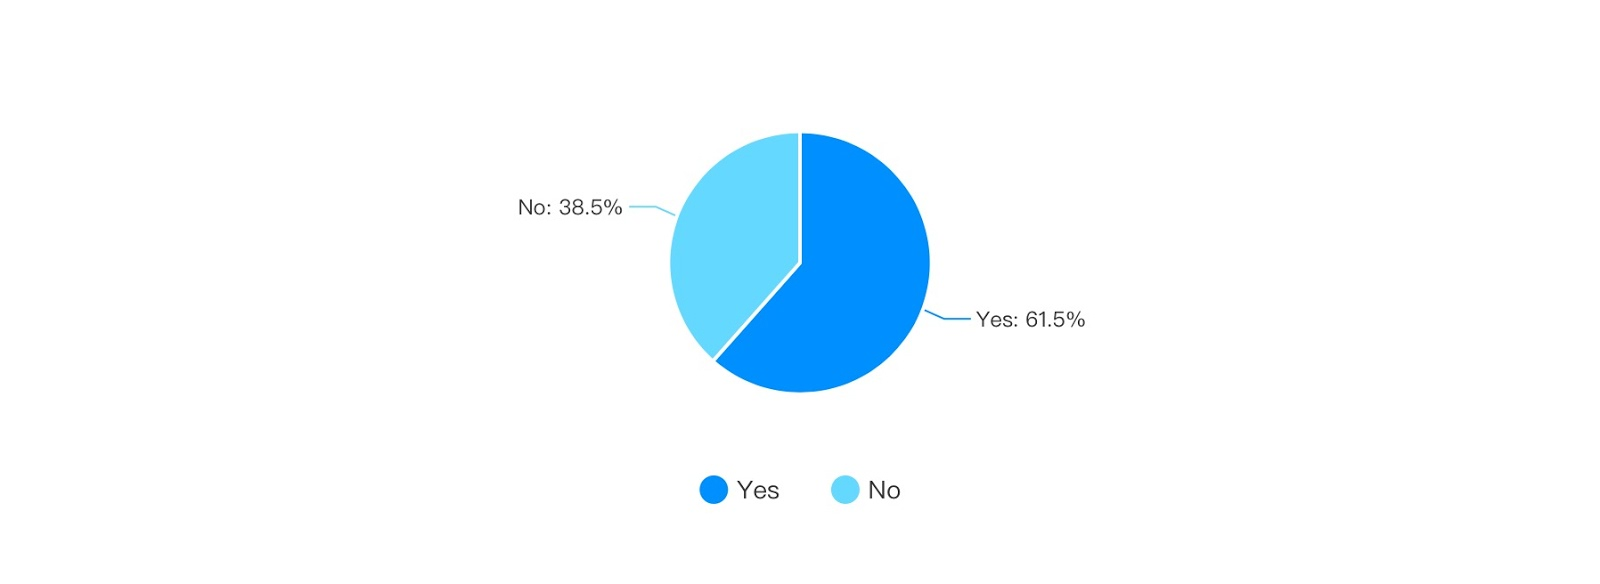 No: 38.5%
Yes: 61.5%
Yes
No